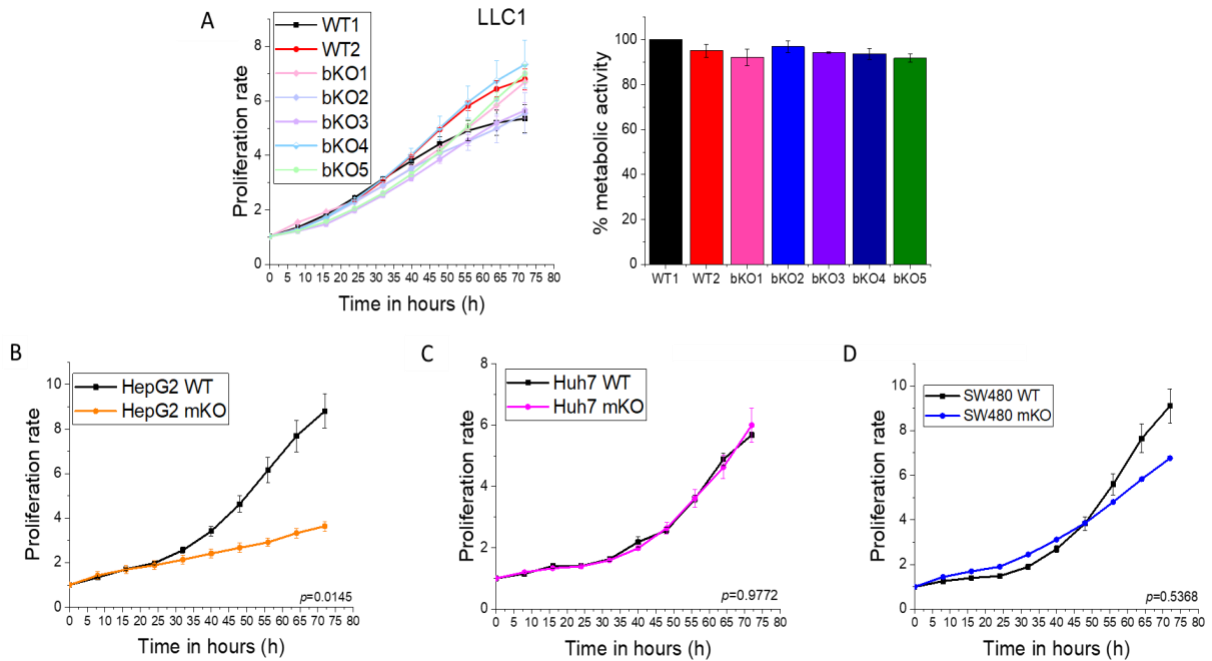 A
LLC1
WT1
WT2
bKO1
bKO2
bKO3
bKO4
bKO5
Proliferation rate
8
6
4
2
0
0 5 10 15 20 25 30 35 40 45 50 55 60 65 70 75 80
Time in hours (h)
% metabolic activity
100
80
60
40
20
0
WT1 WT2 bKO1 bKO2 bKO3 bKO4 bKO5
B
HepG2 WT
HepG2 mKO
Proliferation rate
10
8
6
4
2
0
p=0.0145
0 5 10 15 20 25 30 35 40 45 50 55 60 65 70 75 80
Time in hours (h)
C
Huh7 WT
Huh7 mKO
Proliferation rate
8
6
4
2
0
p=0.9772
0 5 10 15 20 25 30 35 40 45 50 55 60 65 70 75 80
Time in hours (h)
D
SW480 WT
SW480 mKO
Proliferation rate
10
8
6
4
2
0
p=0.5368
0 5 10 15 20 25 30 35 40 45 50 55 60 65 70 75 80
Time in hours (h)